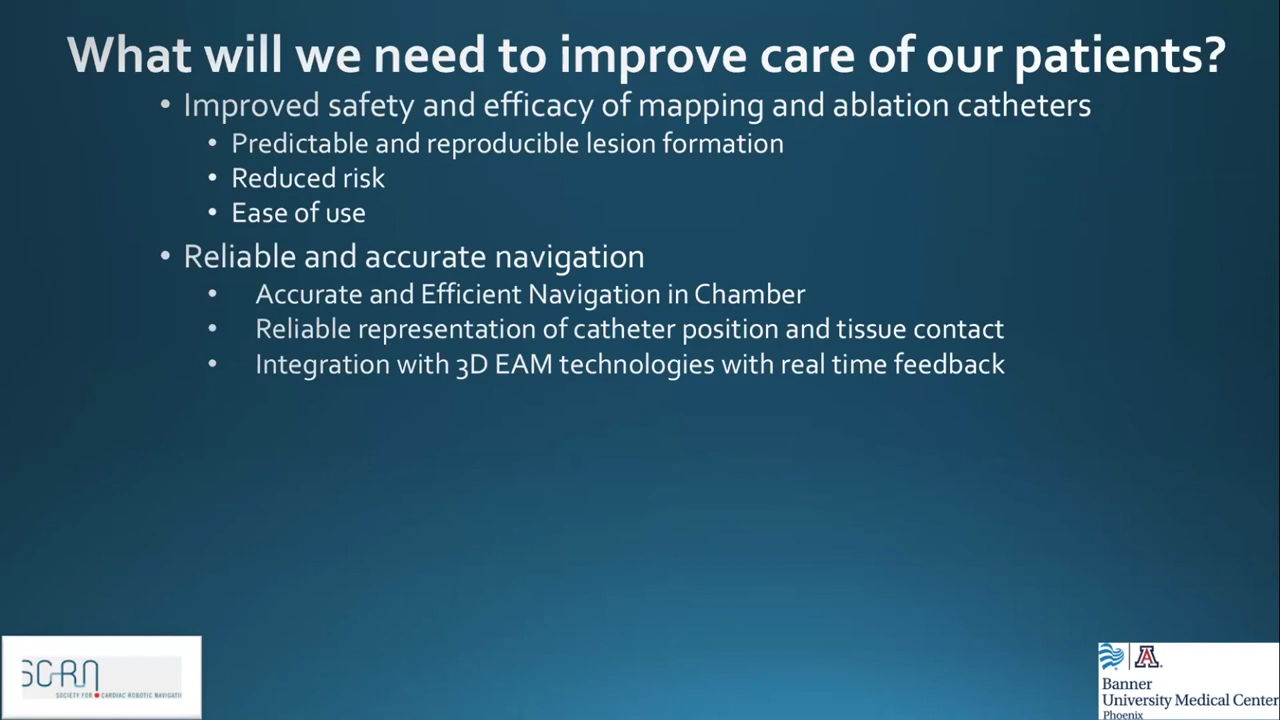 What will we need to improve care of our patients?
• Improved safety and efficacy of mapping and ablation catheters
• Predictable and reproducible lesion formation
• Reduced risk
• Ease of use
• Reliable and accurate navigation
• Accurate and Efficient Navigation in Chamber
• Reliable representation of catheter position and tissue contact
• Integration with 3D EAM technologies with real time feedback
SCRN
SOCIETY FOR CARDIAC ROBOTIC NAVIGATI
A
Banner
University Medical Center
Phoenix